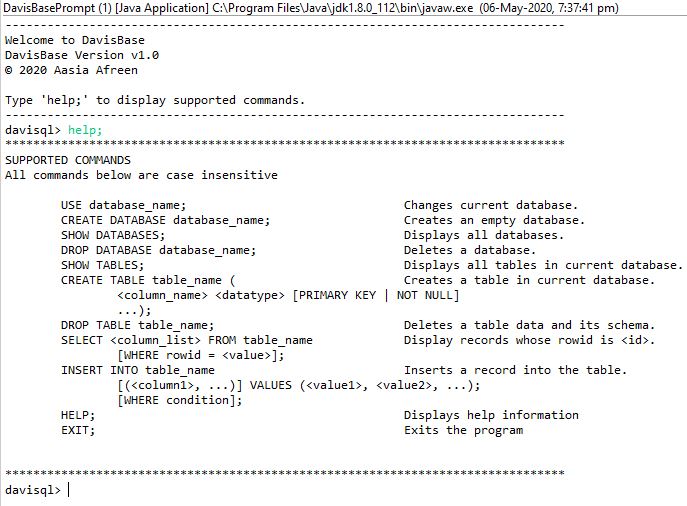 DavisBasePrompt (1) [Java Application] C:\Program Files\Java\jdk1.8.0_112\bin\javaw.exe (06-May-2020, 7:37:41 pm)
--------------------------------------------------------------------------------
Welcome to DavisBase
DavisBase Version v1.0
© 2020 Aasia Afreen

Type 'help;' to display supported commands.
--------------------------------------------------------------------------------
davisql> help;
********************************************************************************
SUPPORTED COMMANDS
All commands below are case insensitive

	USE database_name;                               Changes current database.
	CREATE DATABASE database_name;                   Creates an empty database.
	SHOW DATABASES;                                  Displays all databases.
	DROP DATABASE database_name;                     Deletes a database.
	SHOW TABLES;                                     Displays all tables in current database.
	CREATE TABLE table_name (                        Creates a table in current database.
		<column_name> <datatype> [PRIMARY KEY | NOT NULL]
		...);
	DROP TABLE table_name;                           Deletes a table data and its schema.
	SELECT <column_list> FROM table_name             Display records whose rowid is <id>.
		[WHERE rowid = <value>];
	INSERT INTO table_name                           Inserts a record into the table.
		[(<column1>, ...)] VALUES (<value1>, <value2>, ...);
		[WHERE condition];
	HELP;                                            Displays help information
	EXIT;                                            Exits the program

********************************************************************************
davisql>